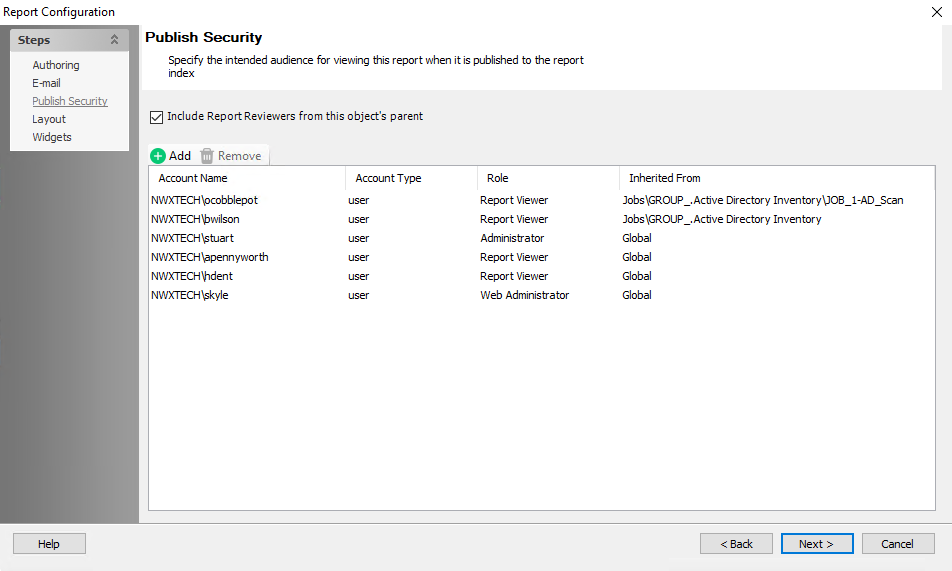 Report Configuration
Steps
Authoring
E-mail
Publish Security
Layout
Widgets
Publish Security
Specify the intended audience for viewing this report when it is published to the report
index
Include Report Reviewers from this object's parent
Add Remove
Account Name Account Type Role Inherited From
NWXTECH\ocobblepot user Report Viewer Jobs\GROUP_.Active Directory Inventory\JOB_1-AD_Scan
NWXTECH\bwilson user Report Viewer Jobs\GROUP_.Active Directory Inventory
NWXTECH\stuart user Administrator Global
NWXTECH\apennyworth user Report Viewer Global
NWXTECH\hdent user Report Viewer Global
NWXTECH\skyle user Web Administrator Global
Help < Back Next > Cancel